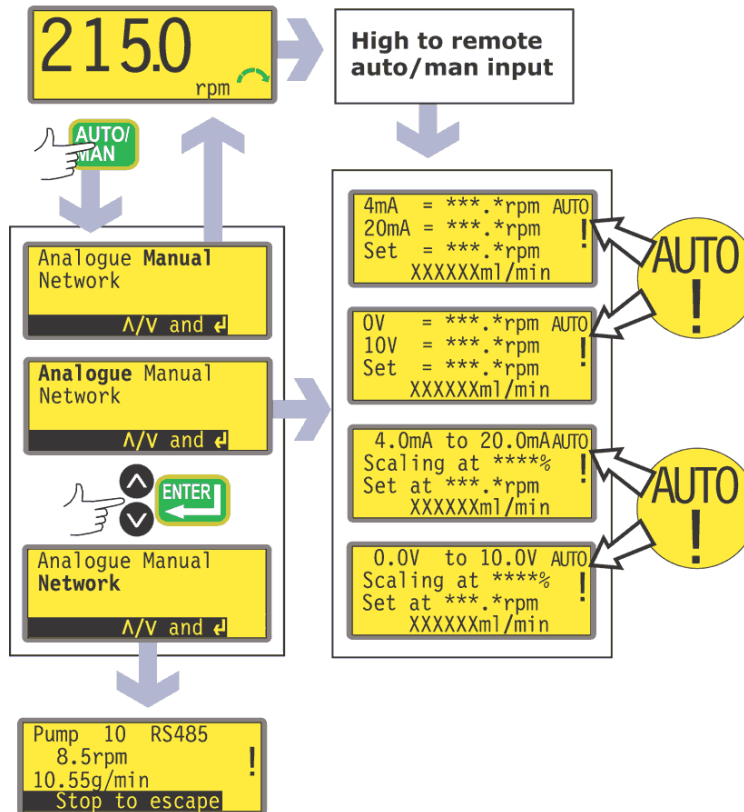 215.0
rpm
High to remote
auto/man input
AUTO/
MAN
Analogue Manual
Network
∧/∨ and ↵
Analogue Manual
Network
∧/∨ and ↵
ENTER
Analogue Manual
Network
∧/∨ and ↵
Pump 10 RS485
8.5rpm
!
10.55g/min
Stop to escape
4mA = ***.*rpm AUTO
20mA = ***.*rpm !
Set = ***.*rpm
XXXXXXml/min
0V = ***.*rpm AUTO
10V = ***.*rpm !
Set = ***.*rpm
XXXXXXml/min
AUTO
!
4.0mA to 20.0mA AUTO
Scaling at ****% !
Set at ***.*rpm
XXXXXXml/min
0.0V to 10.0V AUTO
Scaling at ****% !
Set at ***.*rpm
XXXXXXml/min
AUTO
!